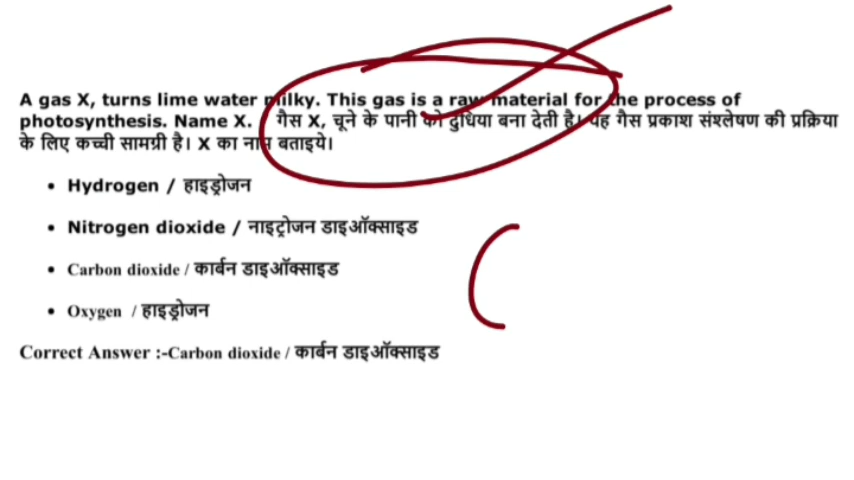 A gas X, turns lime water milky. This gas is a raw material for the process of
photosynthesis. Name X. गैस X, चूने के पानी को दुधिया बना देती है। यह गैस प्रकाश संश्लेषण की प्रक्रिया
के लिए कच्ची सामग्री है। X का नाम बताइये।
• Hydrogen / हाइड्रोजन
• Nitrogen dioxide / नाइट्रोजन डाइऑक्साइड
• Carbon dioxide / कार्बन डाइऑक्साइड
• Oxygen / हाइड्रोजन
Correct Answer :-Carbon dioxide / कार्बन डाइऑक्साइड